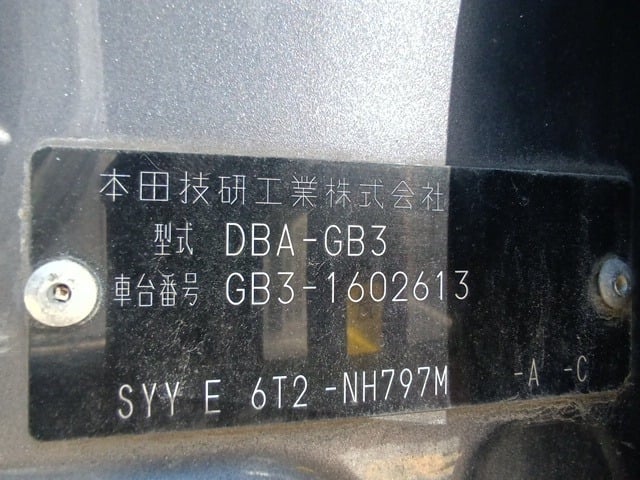 本田技研工業株式会社
型式 DBA-GB3
車台番号 GB3-1602613
SYY E 6T2 -NH797M -A -C